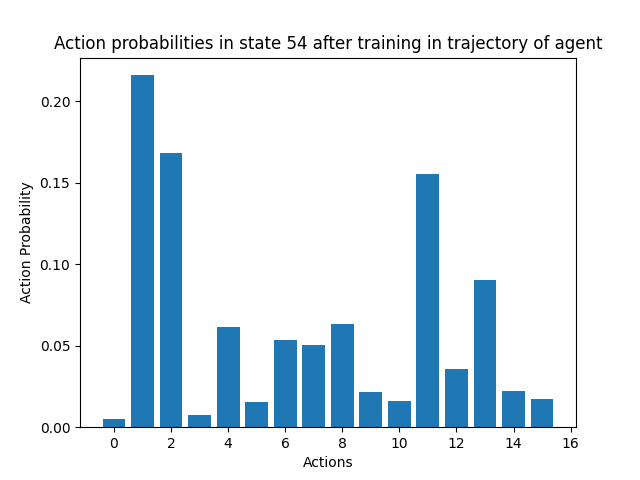 Action probabilities in state 54 after training in trajectory of agent
0.20
0.15
0.10
0.05
0.00
Action Probability
0 2 4 6 8 10 12 14 16
Actions